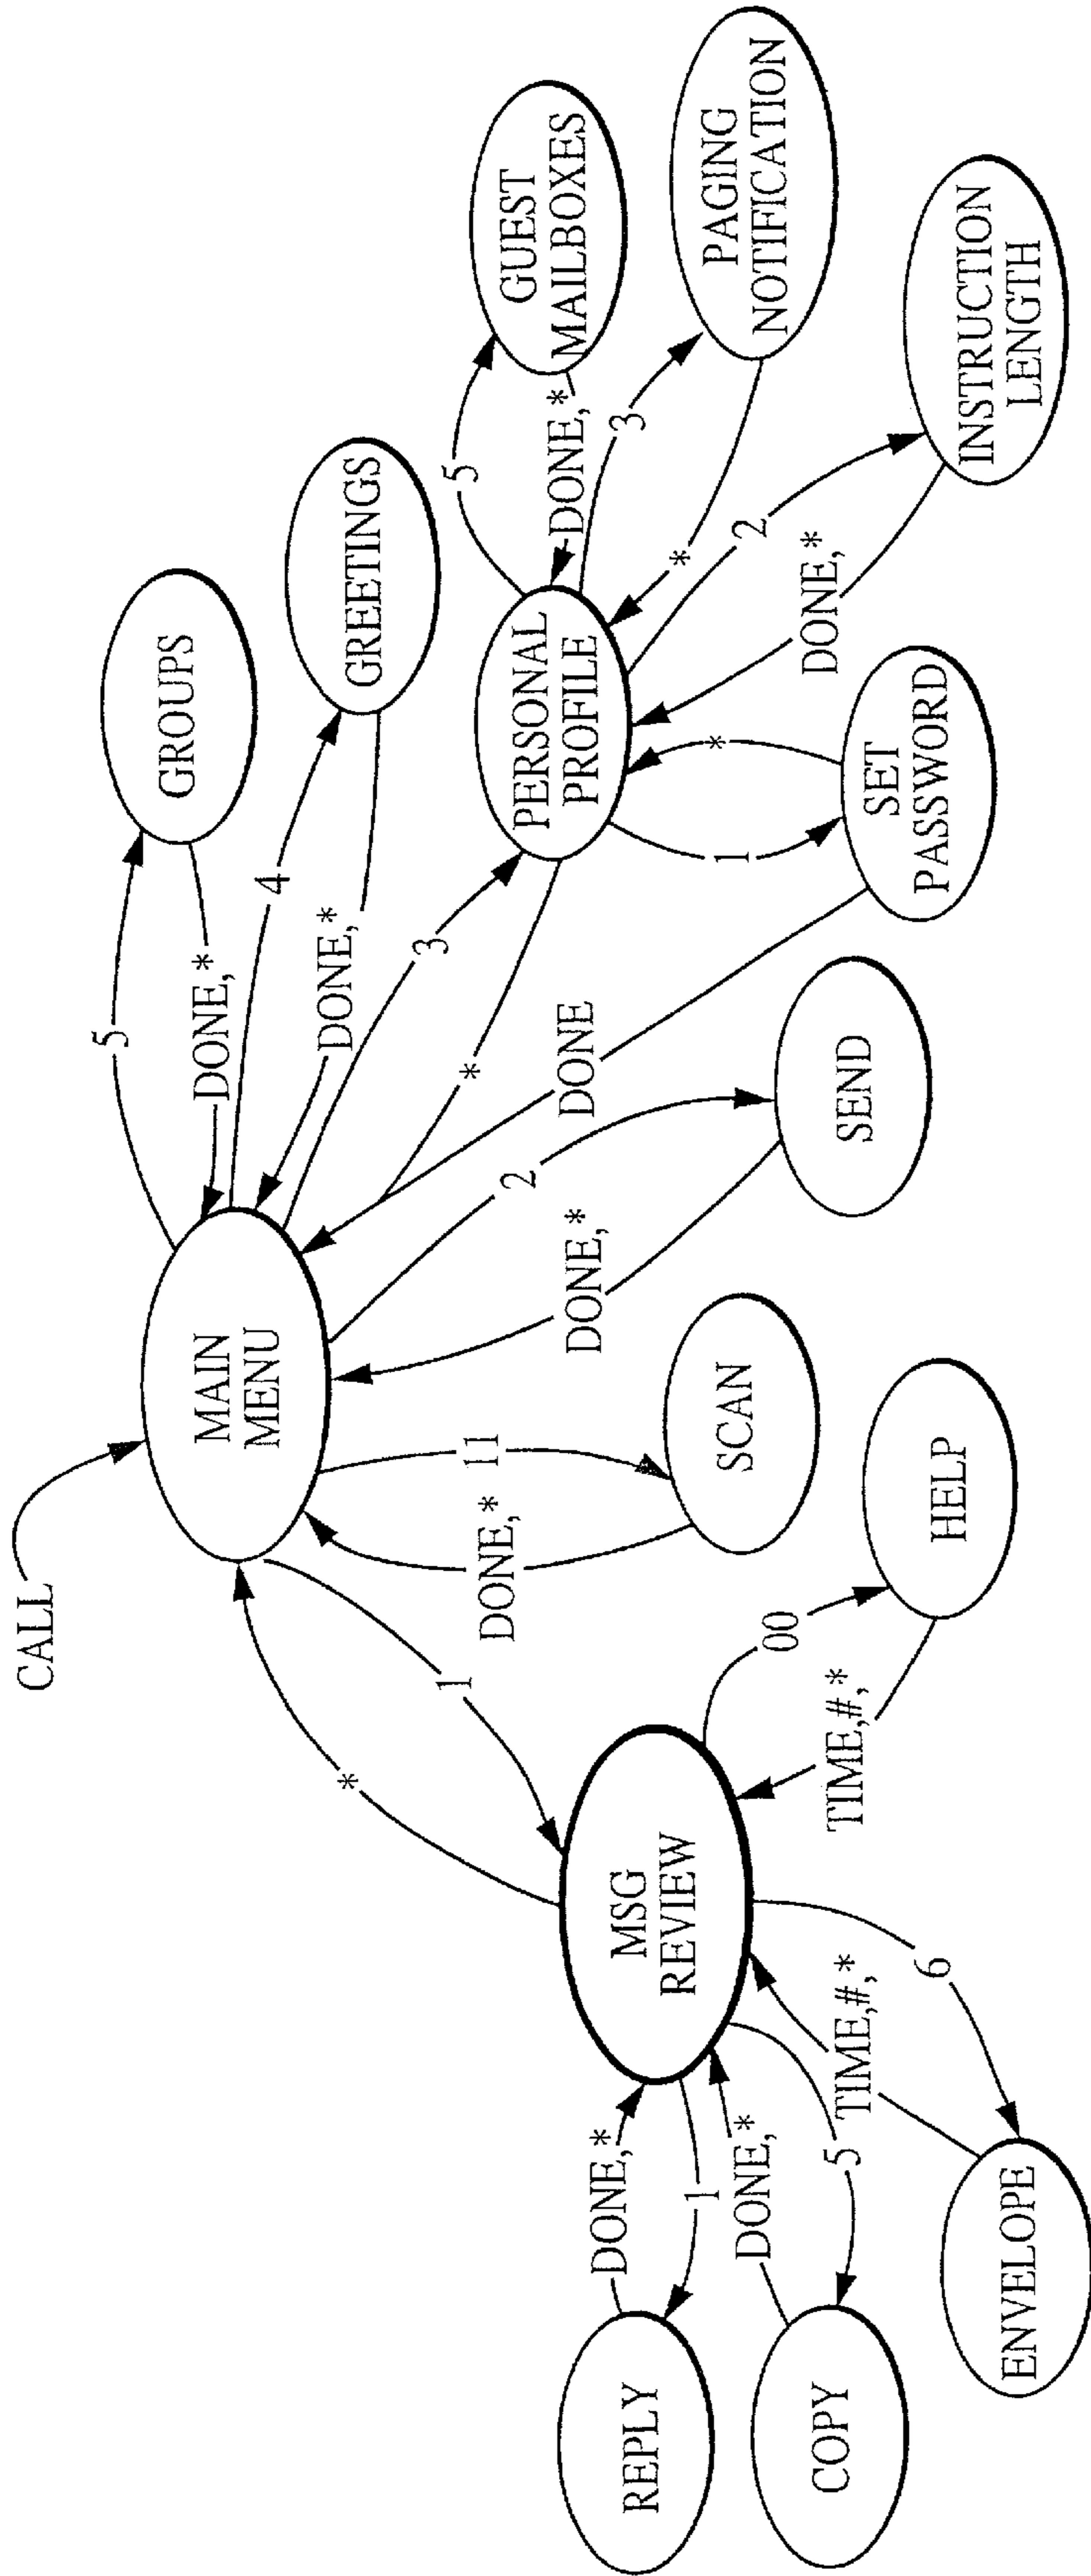 CALL
MAIN
MENU
5
GROUPS
DONE,*
4
GREETINGS
DONE,*
3
PERSONAL
PROFILE
*
5
GUEST
MAILBOXES
DONE,*
3
PAGING
NOTIFICATION
*
2
INSTRUCTION
LENGTH
DONE,*
1
SET
PASSWORD
*
DONE
2
SEND
DONE,*
11
SCAN
DONE,*
1
*
MSG
REVIEW
00
HELP
TIME,#,*
6
ENVELOPE
TIME,#,*
5
COPY
DONE,*
1
REPLY
DONE,*